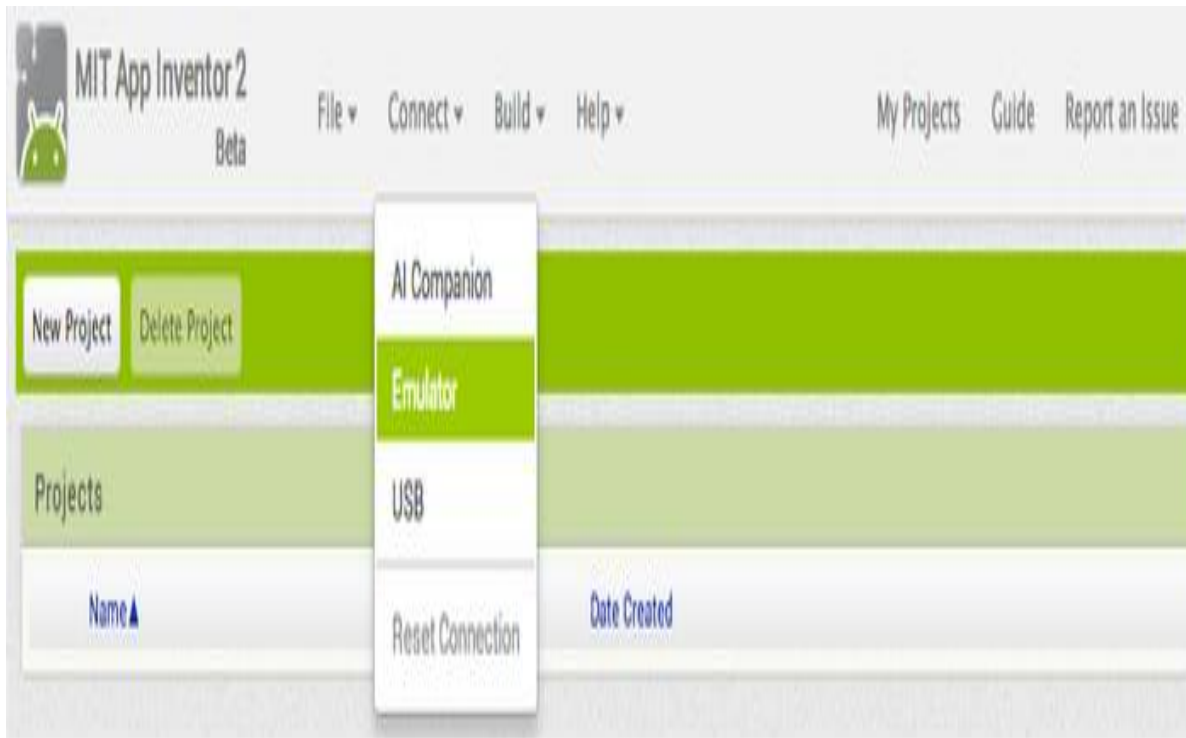 MIT App Inventor 2
Beta
File Connect Build Help
My Projects Guide Report an Issue
New Project Delete Project
AI Companion
Emulator
USB
Reset Connection
Projects
Name Date Created